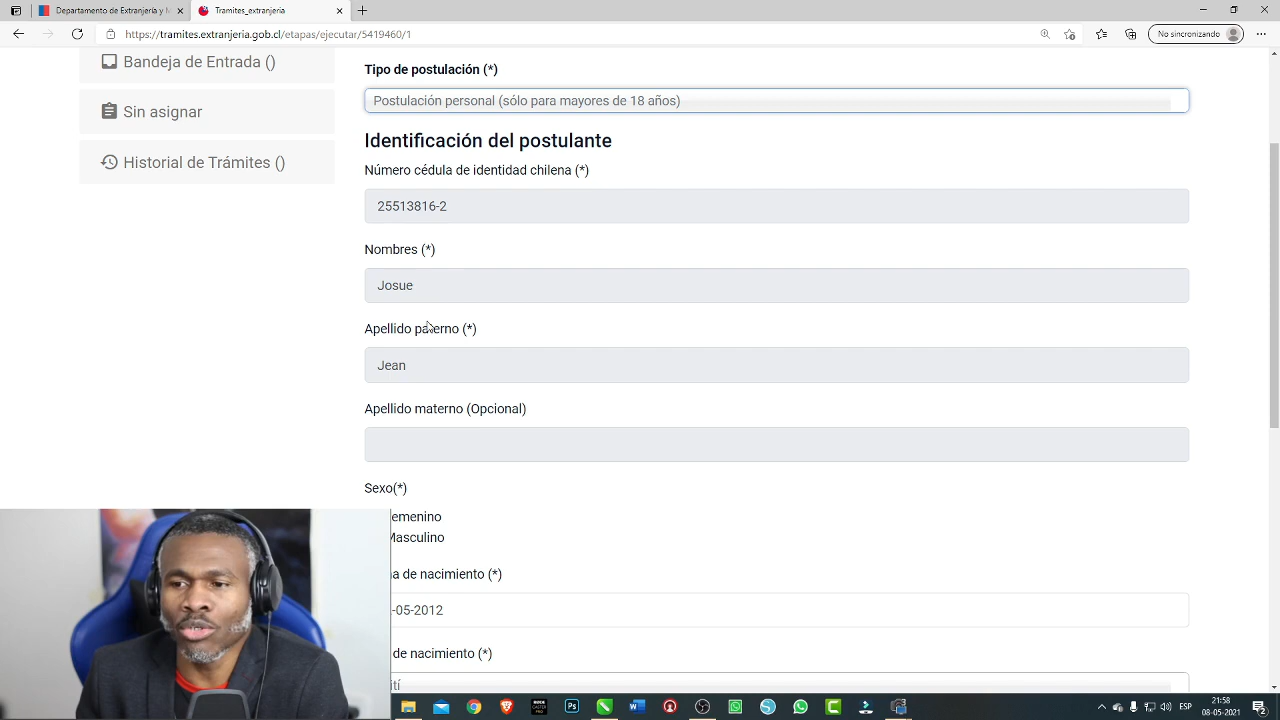 Departamento de Extranjería y M
Tramites_extranjeria
https://tramites.extranjeria.gob.cl/etapas/ejecutar/5419460/1
No sincronizando
Bandeja de Entrada ()
Sin asignar
Historial de Trámites ()
Tipo de postulación (*)
Postulación personal (sólo para mayores de 18 años)
Identificación del postulante
Número cédula de identidad chilena (*)
25513816-2
Nombres (*)
Josue
Apellido paterno (*)
Jean
Apellido materno (Opcional)
Sexo(*)
emenino
Masculino
a de nacimiento (*)
-05-2012
de nacimiento (*)
tí
ESP
21:58
08-05-2021